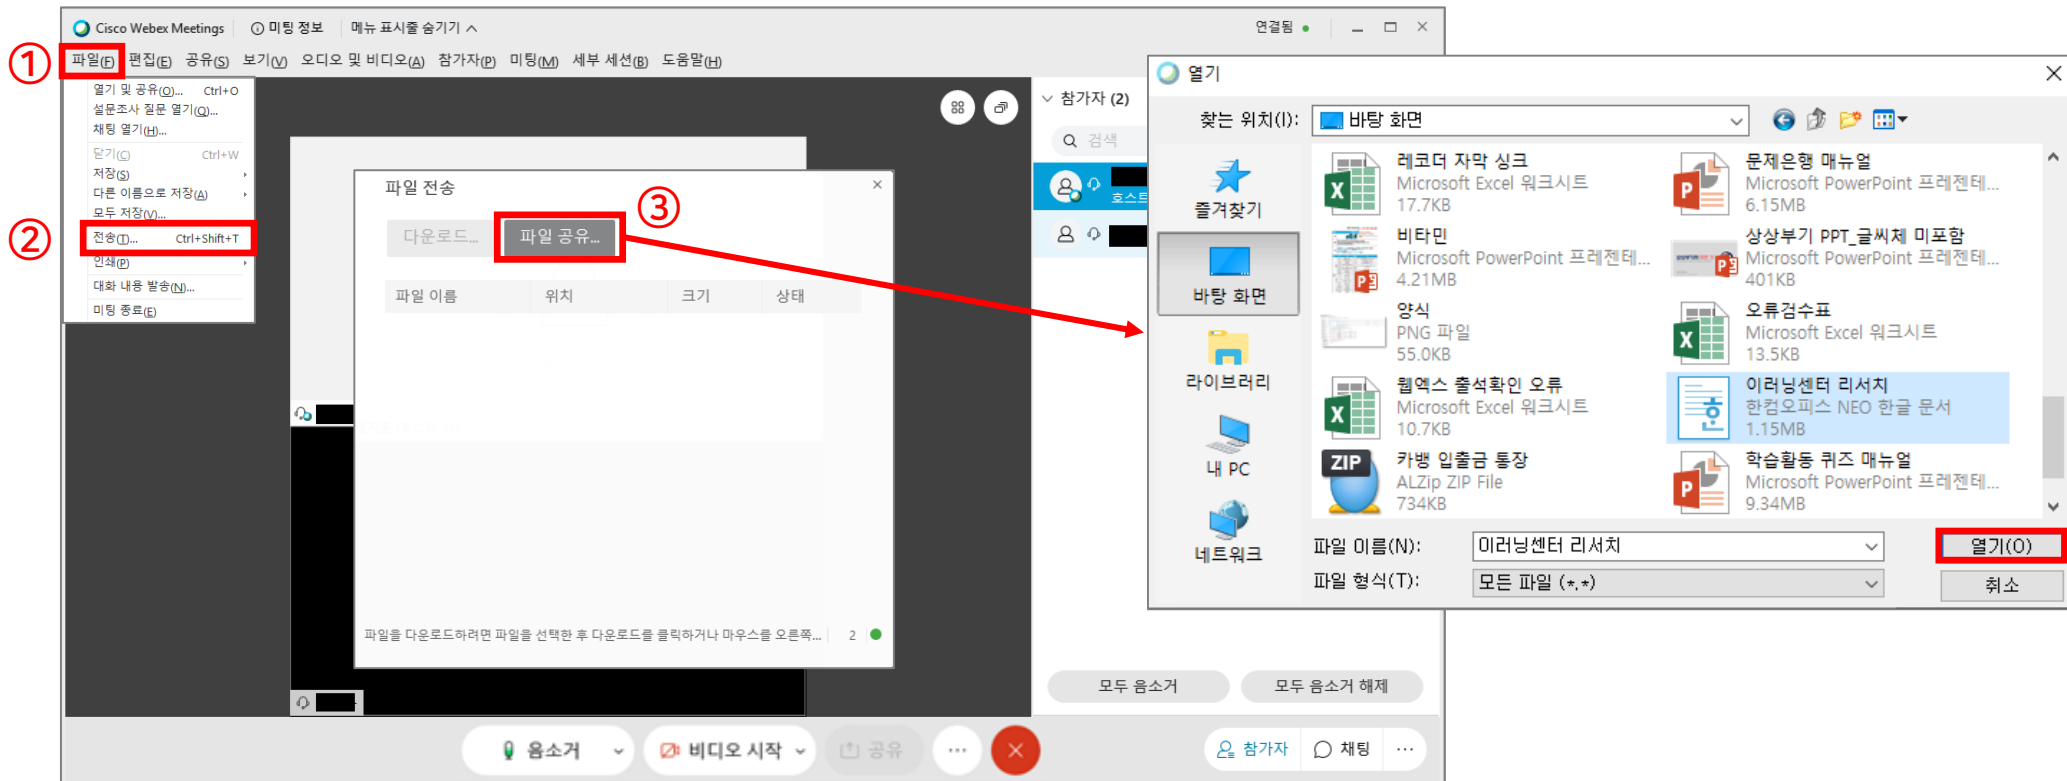 Cisco Webex Meetings
미팅 정보
메뉴 표시줄 숨기기
연결됨
①
파일(F) 편집(E) 공유(S) 보기(V) 오디오 및 비디오(A) 참가자(P) 미팅(M) 세부 세션(B) 도움말(H)
열기 및 공유(O)... Ctrl+O
설문조사 질문 열기(Q)...
채팅 열기(H)...
닫기(C) Ctrl+W
저장(S)
다른 이름으로 저장(A)
모두 저장(V)...
②
전송(T)... Ctrl+Shift+T
인쇄(P)
대화 내용 발송(N)...
미팅 종료(E)
파일 전송
③
다운로드...
파일 공유...
파일 이름 위치 크기 상태
파일을 다운로드하려면 파일을 선택한 후 다운로드를 클릭하거나 마우스를 오른쪽... 2
참가자 (2)
검색
호스트
모두 음소거
모두 음소거 해제
음소거
비디오 시작
공유
참가자
채팅
열기
찾는 위치(I):
바탕 화면
즐겨찾기
바탕 화면
라이브러리
내 PC
네트워크
레코더 자막 싱크
Microsoft Excel 워크시트
17.7KB
문제은행 매뉴얼
Microsoft PowerPoint 프레젠테...
6.15MB
비타민
Microsoft PowerPoint 프레젠테...
4.21MB
상상부기 PPT_글씨체 미포함
Microsoft PowerPoint 프레젠테...
401KB
양식
PNG 파일
55.0KB
오류검수표
Microsoft Excel 워크시트
13.5KB
웹엑스 출석확인 오류
Microsoft Excel 워크시트
10.7KB
이러닝센터 리서치
한컴오피스 NEO 한글 문서
1.15MB
ZIP
카뱅 입출금 통장
ALZip ZIP File
734KB
학습활동 퀴즈 매뉴얼
Microsoft PowerPoint 프레젠테...
9.34MB
파일 이름(N):
이러닝센터 리서치
열기(O)
파일 형식(T):
모든 파일 (*.*)
취소